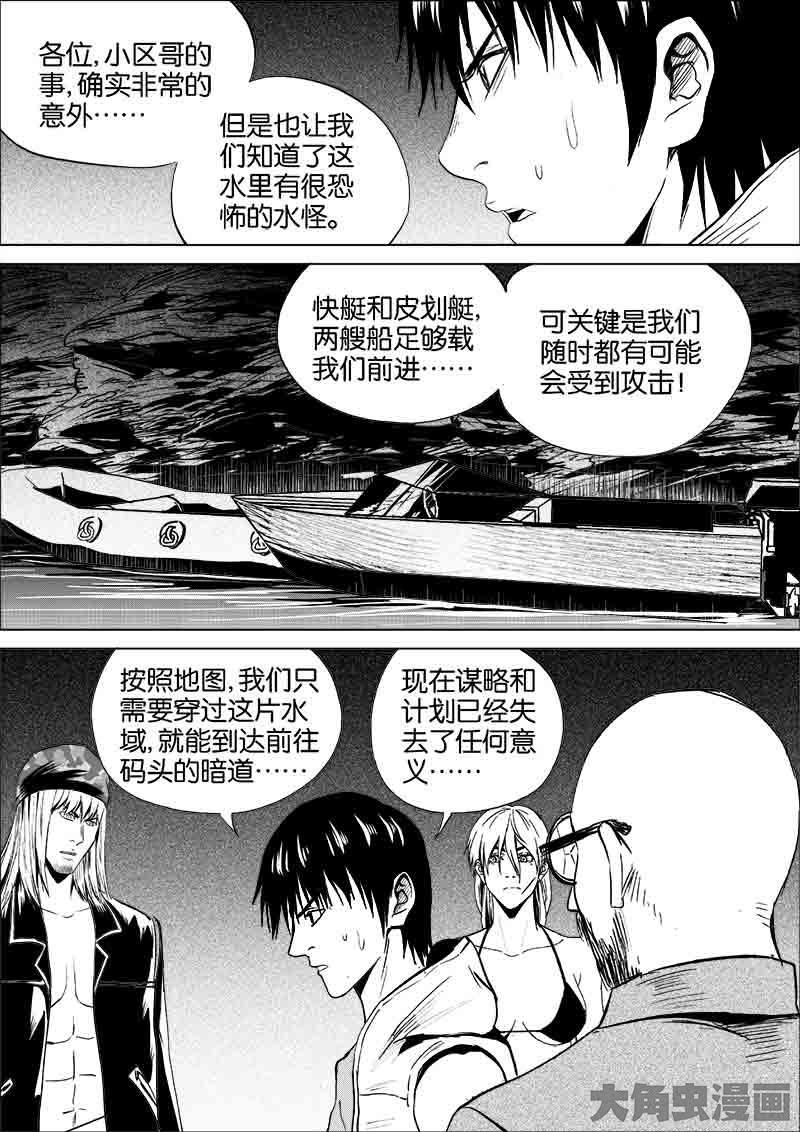 各位,小区哥的
事,确实非常的
意外……
但是也让我
们知道了这
水里有很恐
怖的水怪。
快艇和皮划艇,
两艘船足够载
我们前进……
可关键是我们
随时都有可能
会受到攻击!
按照地图,我们只
需要穿过这片水
域,就能到达前往
码头的暗道……
现在谋略和
计划已经失
去了任何意
义……
大角虫漫画